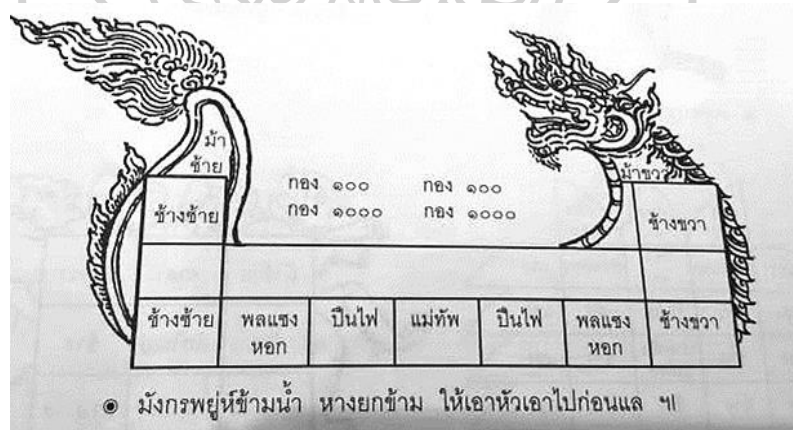 ม้า
ซ้าย
ม้าขวา
กอง ๑๐๐ กอง ๑๐๐
กอง ๑๐๐๐ กอง ๑๐๐๐
ช้างซ้าย ช้างขวา
ช้างซ้าย พลแซง ปืนไฟ แม่ทัพ ปืนไฟ พลแซง ช้างขวา
หอก หอก
๏ มังกรพยู่ห์ข้ามน้ำ หางยกข้าม ให้เอาหัวเอาไปก่อนแล ฯ|